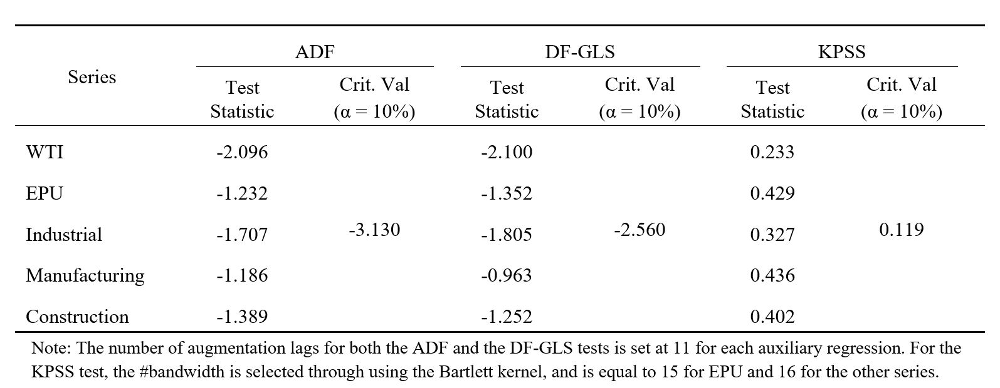 ADF DF-GLS KPSS
Series
Test Statistic Crit. Val (α = 10%) Test Statistic Crit. Val (α = 10%) Test Statistic Crit. Val (α = 10%)
WTI -2.096 -2.100 0.233
EPU -1.232 -1.352 0.429
Industrial -1.707 -3.130 -1.805 -2.560 0.327 0.119
Manufacturing -1.186 -0.963 0.436
Construction -1.389 -1.252 0.402
Note: The number of augmentation lags for both the ADF and the DF-GLS tests is set at 11 for each auxiliary regression. For the
KPSS test, the #bandwidth is selected through using the Bartlett kernel, and is equal to 15 for EPU and 16 for the other series.